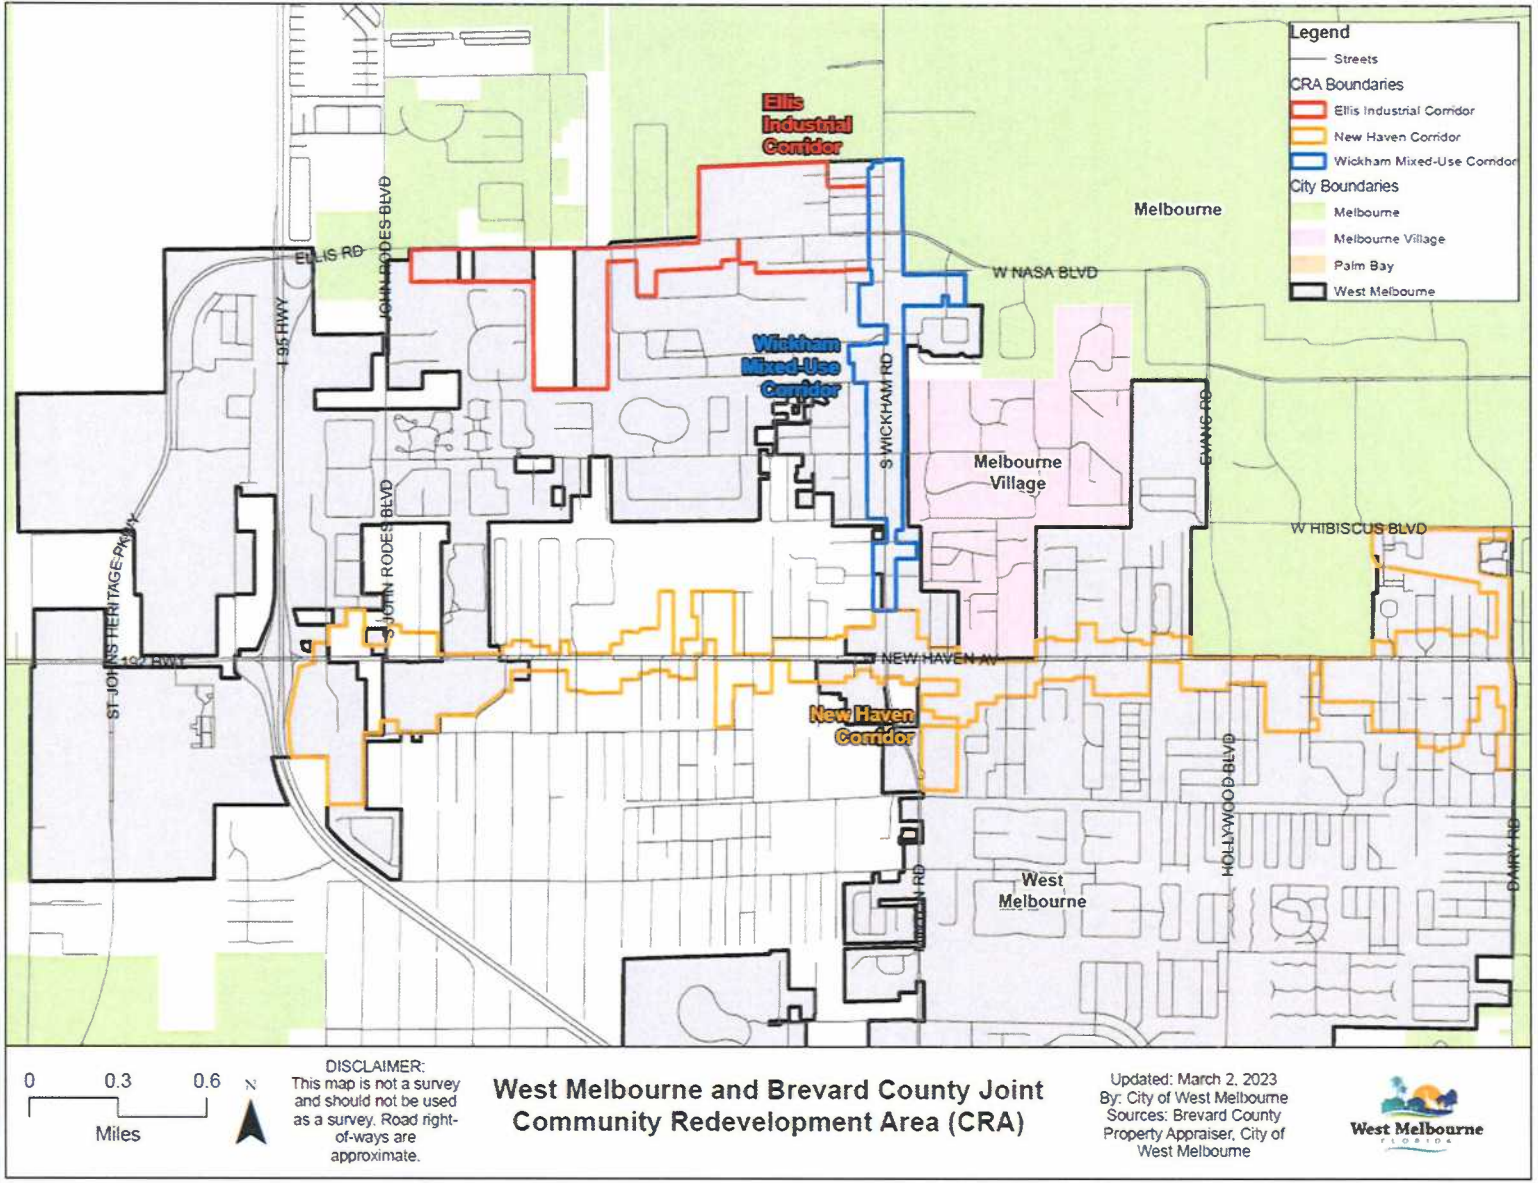 Legend
Streets
CRA Boundaries
Ellis Industrial Corridor
New Haven Corridor
Wickham Mixed-Use Corridor
City Boundaries
Melbourne
Melbourne Village
Palm Bay
West Melbourne
Ellis
Industrial
Corridor
Melbourne
JOHN RODES BLVD
ELLIS RD
W NASA BLVD
I 95 HWY
Wickham
Mixed-Use
Corridor
S WICKHAM RD
EVANS RD
Melbourne
Village
W HIBISCUS BLVD
ST JOHNS HERITAGE PKWY
S JOHN RODES BLVD
192 HWY
W NEW HAVEN AV
New Haven
Corridor
HOLLYWOOD BLVD
DAIRY RD
West
Melbourne
0 0.3 0.6
Miles
N
DISCLAIMER:
This map is not a survey
and should not be used
as a survey. Road right-
of-ways are
approximate.
West Melbourne and Brevard County Joint
Community Redevelopment Area (CRA)
Updated: March 2, 2023
By: City of West Melbourne
Sources: Brevard County
Property Appraiser, City of
West Melbourne
West Melbourne
FLORIDA